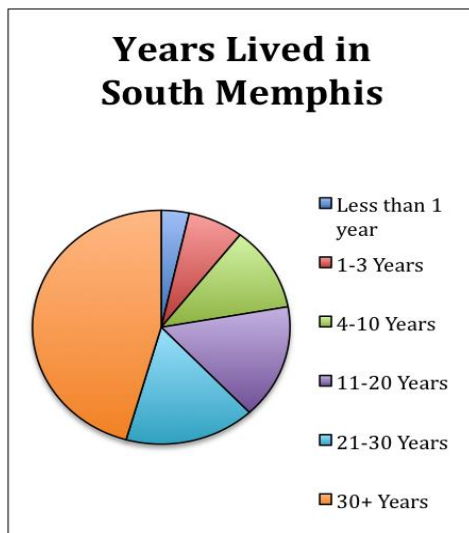 Years Lived in
South Memphis
Less than 1
year
1-3 Years
4-10 Years
11-20 Years
21-30 Years
30+ Years